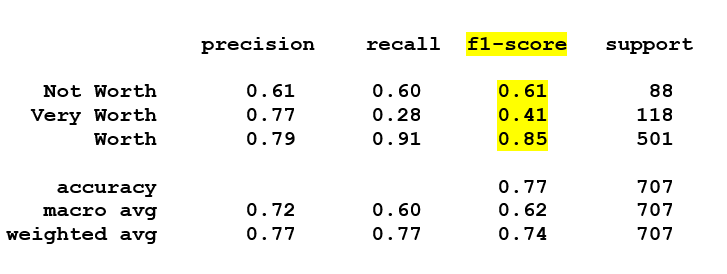 precision recall f1-score support
Not Worth 0.61 0.60 0.61 88
Very Worth 0.77 0.28 0.41 118
Worth 0.79 0.91 0.85 501
accuracy 0.77 707
macro avg 0.72 0.60 0.62 707
weighted avg 0.77 0.77 0.74 707